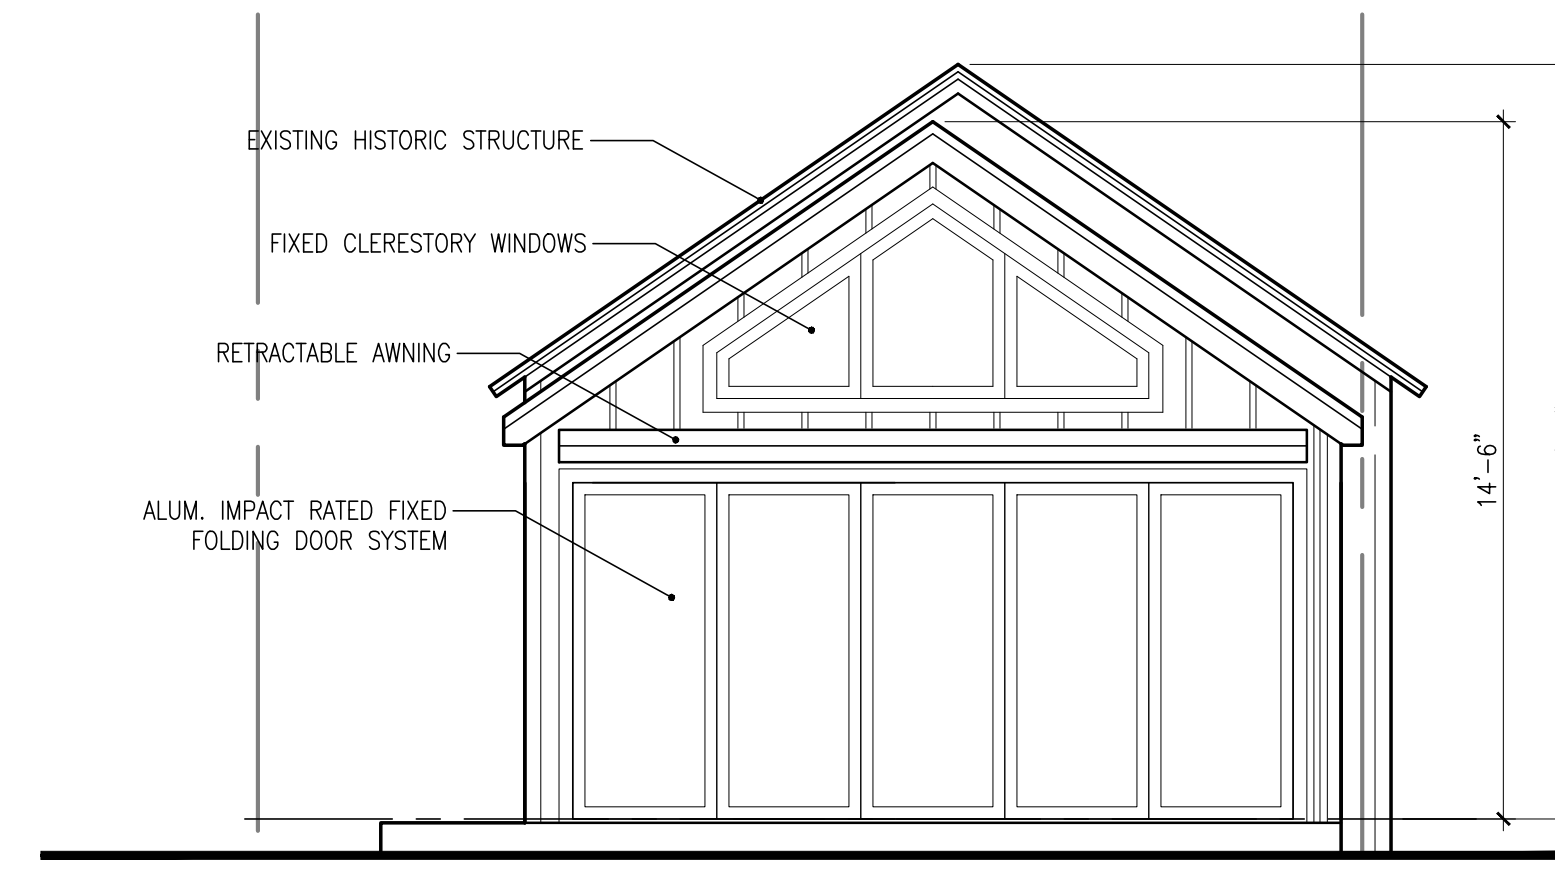 EXISTING HISTORIC STRUCTURE
FIXED CLERESTORY WINDOWS
RETRACTABLE AWNING
14'-6"
ALUM. IMPACT RATED FIXED
FOLDING DOOR SYSTEM